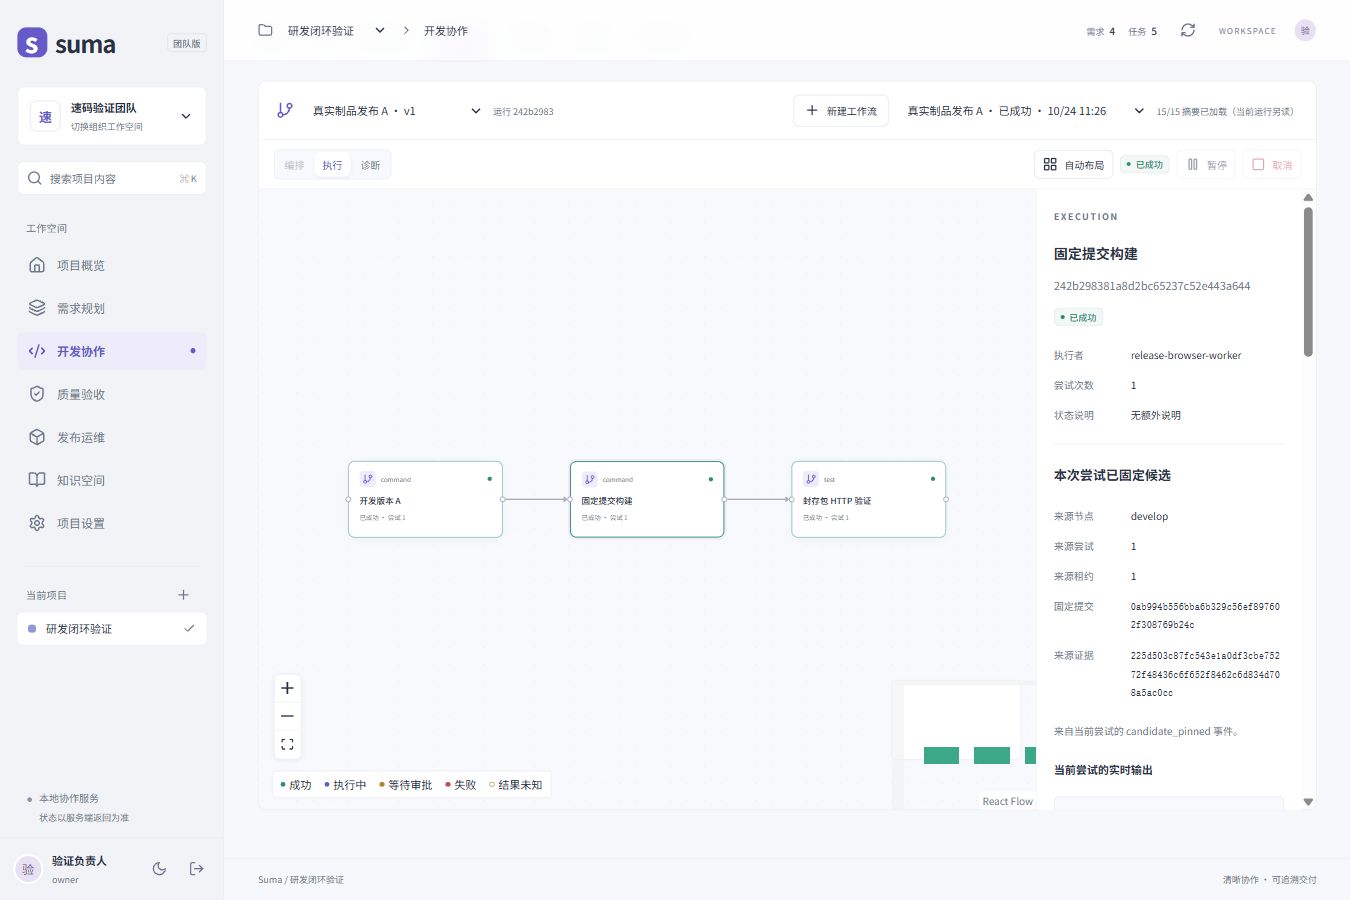 S suma 团队版
速 速码验证团队
切换组织工作空间
搜索项目内容 ⌘K
工作空间
项目概览
需求规划
开发协作
质量验收
发布运维
知识空间
项目设置
当前项目
研发闭环验证
本地协作服务
状态以服务端返回为准
验 验证负责人
owner
研发闭环验证 开发协作
需求 4 任务 5 WORKSPACE 验
真实制品发布 A · v1 运行 242b2983
新建工作流 真实制品发布 A · 已成功 · 10/24 11:26 15/15 摘要已加载（当前运行另读）
编排 执行 诊断
自动布局 已成功 暂停 取消
command
开发版本 A
已成功 · 尝试 1
command
固定提交构建
已成功 · 尝试 1
test
封存包 HTTP 验证
已成功 · 尝试 1
成功 执行中 等待审批 失败 结果未知
React Flow
EXECUTION
固定提交构建
242b298381a8d2bc65237c52e443a644
已成功
执行者 release-browser-worker
尝试次数 1
状态说明 无额外说明
本次尝试已固定候选
来源节点 develop
来源尝试 1
来源租约 1
固定提交 0ab994b556bba6b329c56ef89760
2f308769b24c
来源证据 225d503c87fc543e1a0df3cbe752
72f48436c6f652f8462c6d834d70
8a5ac0cc
来自当前尝试的 candidate_pinned 事件。
当前尝试的实时输出
Suma / 研发闭环验证
清晰协作 · 可追溯交付